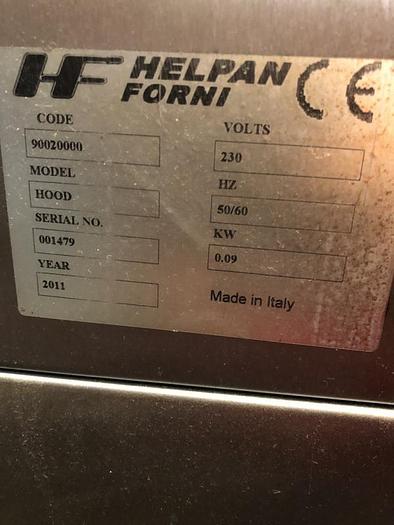 HF HELPAN
FORNI CE
CODE
90020000
MODEL
HOOD
SERIAL NO.
001479
YEAR
2011
VOLTS
230
HZ
50/60
KW
0.09
Made in Italy